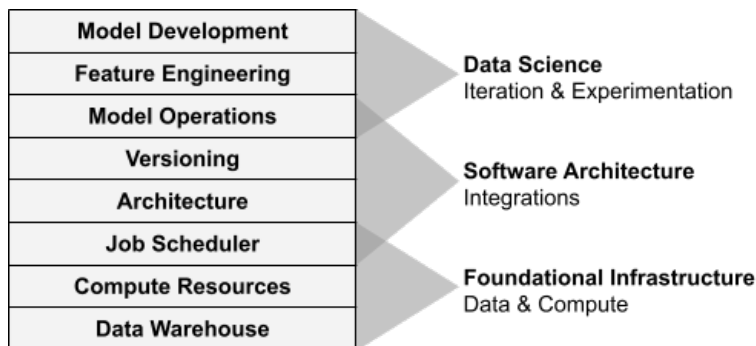 Model Development
Feature Engineering
Model Operations
Versioning
Architecture
Job Scheduler
Compute Resources
Data Warehouse
Data Science
Iteration & Experimentation
Software Architecture
Integrations
Foundational Infrastructure
Data & Compute